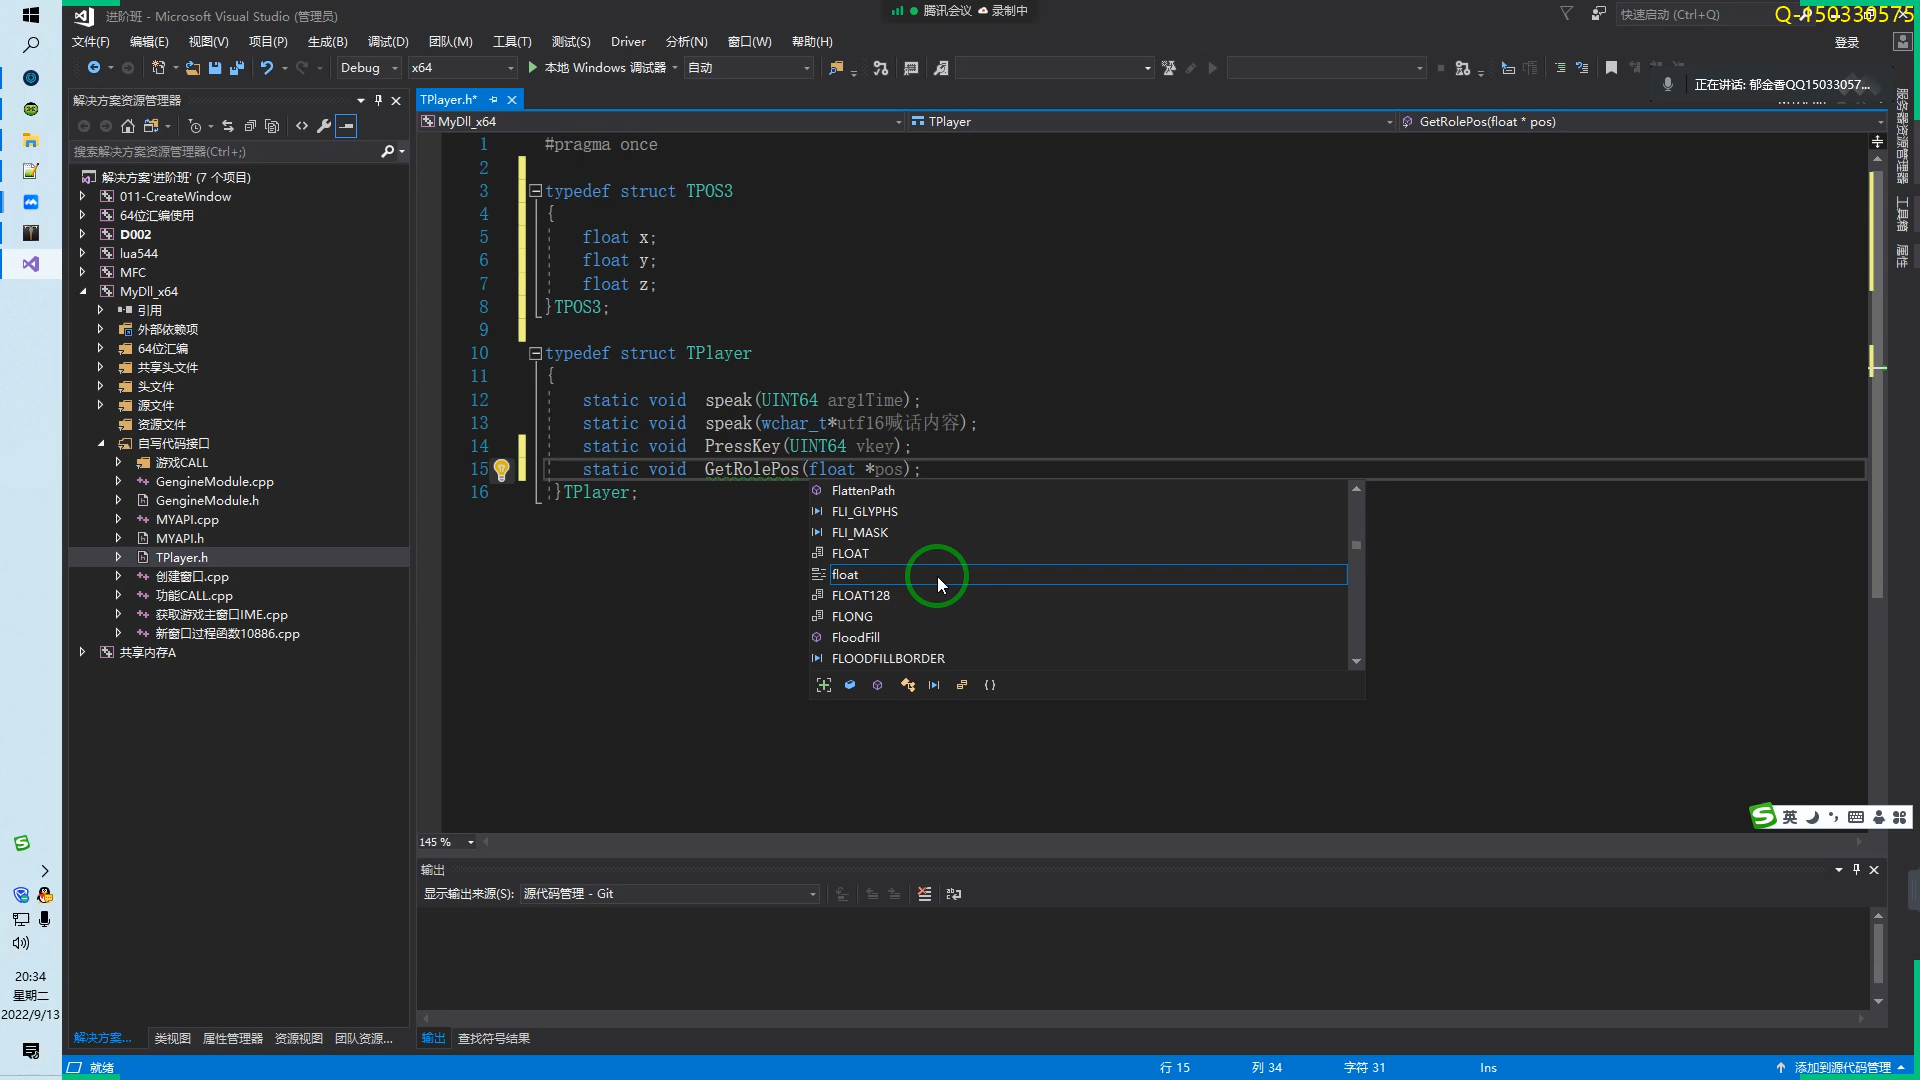 进阶班 - Microsoft Visual Studio (管理员)
腾讯会议 录制中
快速启动 (Ctrl+Q)
Q-150330575
文件(F) 编辑(E) 视图(V) 项目(P) 生成(B) 调试(D) 团队(M) 工具(T) 测试(S) Driver 分析(N) 窗口(W) 帮助(H)
登录
Debug x64 本地 Windows 调试器 自动
正在讲话: 郁金香QQ15033057...
解决方案资源管理器
搜索解决方案资源管理器(Ctrl+;)
解决方案'进阶班' (7 个项目)
011-CreateWindow
64位汇编使用
D002
lua544
MFC
MyDll_x64
引用
外部依赖项
64位汇编
共享头文件
头文件
源文件
资源文件
自写代码接口
游戏CALL
GengineModule.cpp
GengineModule.h
MYAPI.cpp
MYAPI.h
TPlayer.h
创建窗口.cpp
功能CALL.cpp
获取游戏主窗口IME.cpp
新窗口过程函数10886.cpp
共享内存A
TPlayer.h*
MyDll_x64 TPlayer GetRolePos(float * pos)
1 #pragma once
2
3 typedef struct TPOS3
4 {
5 float x;
6 float y;
7 float z;
8 }TPOS3;
9
10 typedef struct TPlayer
11 {
12 static void speak(UINT64 arg1Time);
13 static void speak(wchar_t*utf16喊话内容);
14 static void PressKey(UINT64 vkey);
15 static void GetRolePos(float *pos);
16 }TPlayer;
FlattenPath
FLI_GLYPHS
FLI_MASK
FLOAT
float
FLOAT128
FLONG
FloodFill
FLOODFILLBORDER
服务器资源管理器
工具箱
属性
英
145 %
输出
显示输出来源(S): 源代码管理 - Git
解决方案... 类视图 属性管理器 资源视图 团队资源...
输出 查找符号结果
就绪 行 15 列 34 字符 31 Ins 添加到源代码管理
20:34
星期二
2022/9/13